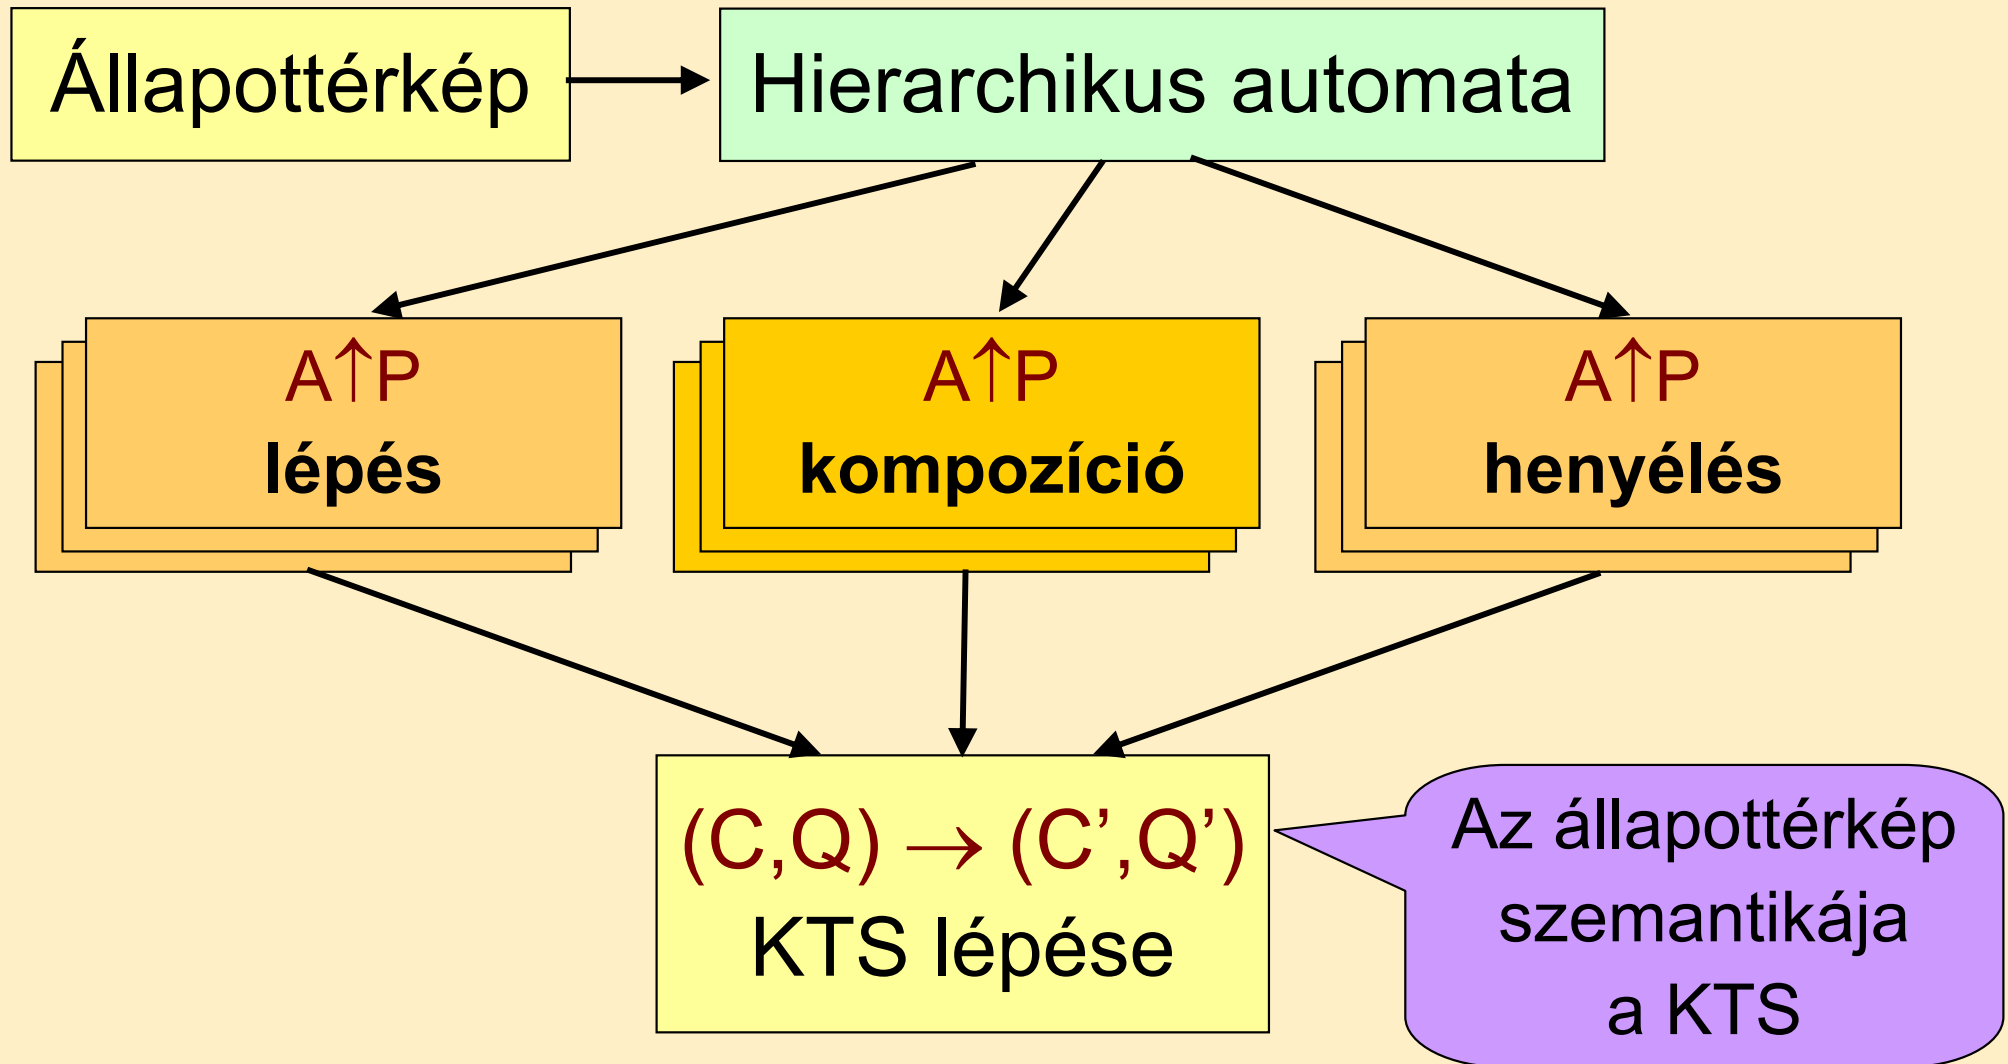 Állapottérkép
Hierarchikus automata
A↑P
lépés
A↑P
kompozíció
A↑P
henyélés
(C,Q) → (C’,Q’)
KTS lépése
Az állapottérkép
szemantikája
a KTS